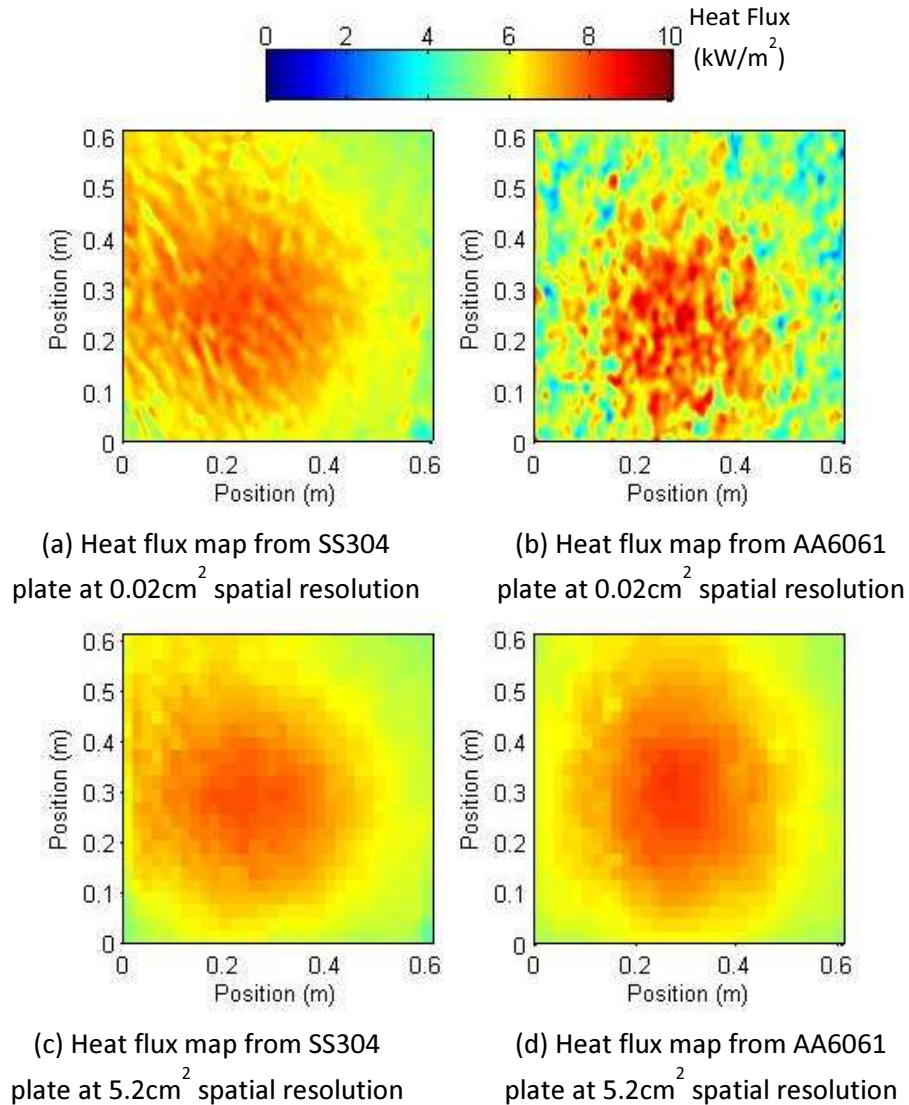 Heat Flux
(kW/m²)
0 2 4 6 8 10
0.6
0.5
0.4
0.3
0.2
0.1
0
Position (m)
0 0.2 0.4 0.6
Position (m)
0.6
0.5
0.4
0.3
0.2
0.1
0
Position (m)
0 0.2 0.4 0.6
Position (m)
(a) Heat flux map from SS304
plate at 0.02cm² spatial resolution
(b) Heat flux map from AA6061
plate at 0.02cm² spatial resolution
0.6
0.5
0.4
0.3
0.2
0.1
0
Position (m)
0 0.2 0.4 0.6
Position (m)
0.6
0.5
0.4
0.3
0.2
0.1
0
Position (m)
0 0.2 0.4 0.6
Position (m)
(c) Heat flux map from SS304
plate at 5.2cm² spatial resolution
(d) Heat flux map from AA6061
plate at 5.2cm² spatial resolution